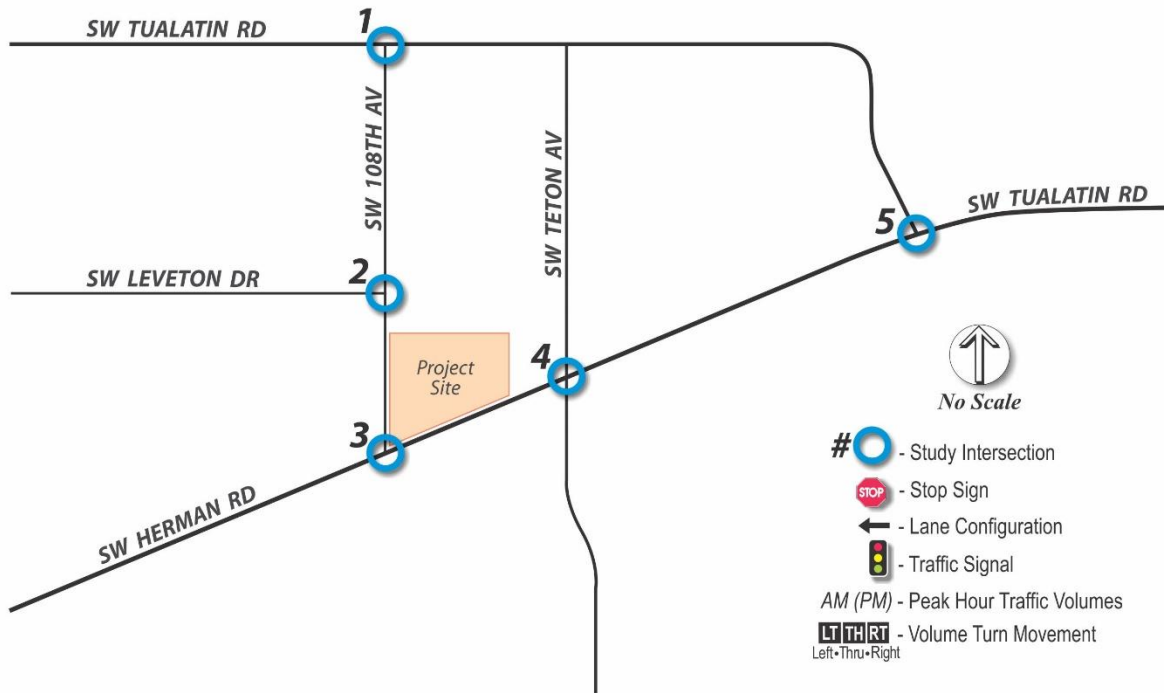 SW TUALATIN RD
1
SW 108TH AV
SW TETON AV
SW TUALATIN RD
5
2
SW LEVETON DR
4
Project
Site
No Scale
3
SW HERMAN RD
# - Study Intersection
STOP - Stop Sign
- Lane Configuration
- Traffic Signal
AM (PM) - Peak Hour Traffic Volumes
LT TH RT - Volume Turn Movement
Left•Thru•Right